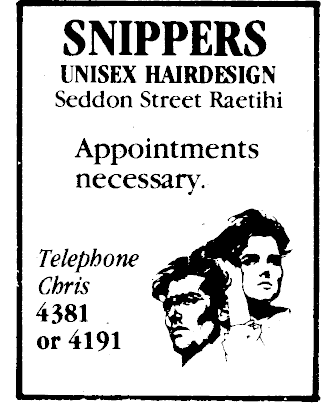 SNIPPERS
UNISEX HAIRDESIGN
Seddon Street Raetihi
Appointments
necessary.
Telephone
Chris
4381
or 4191